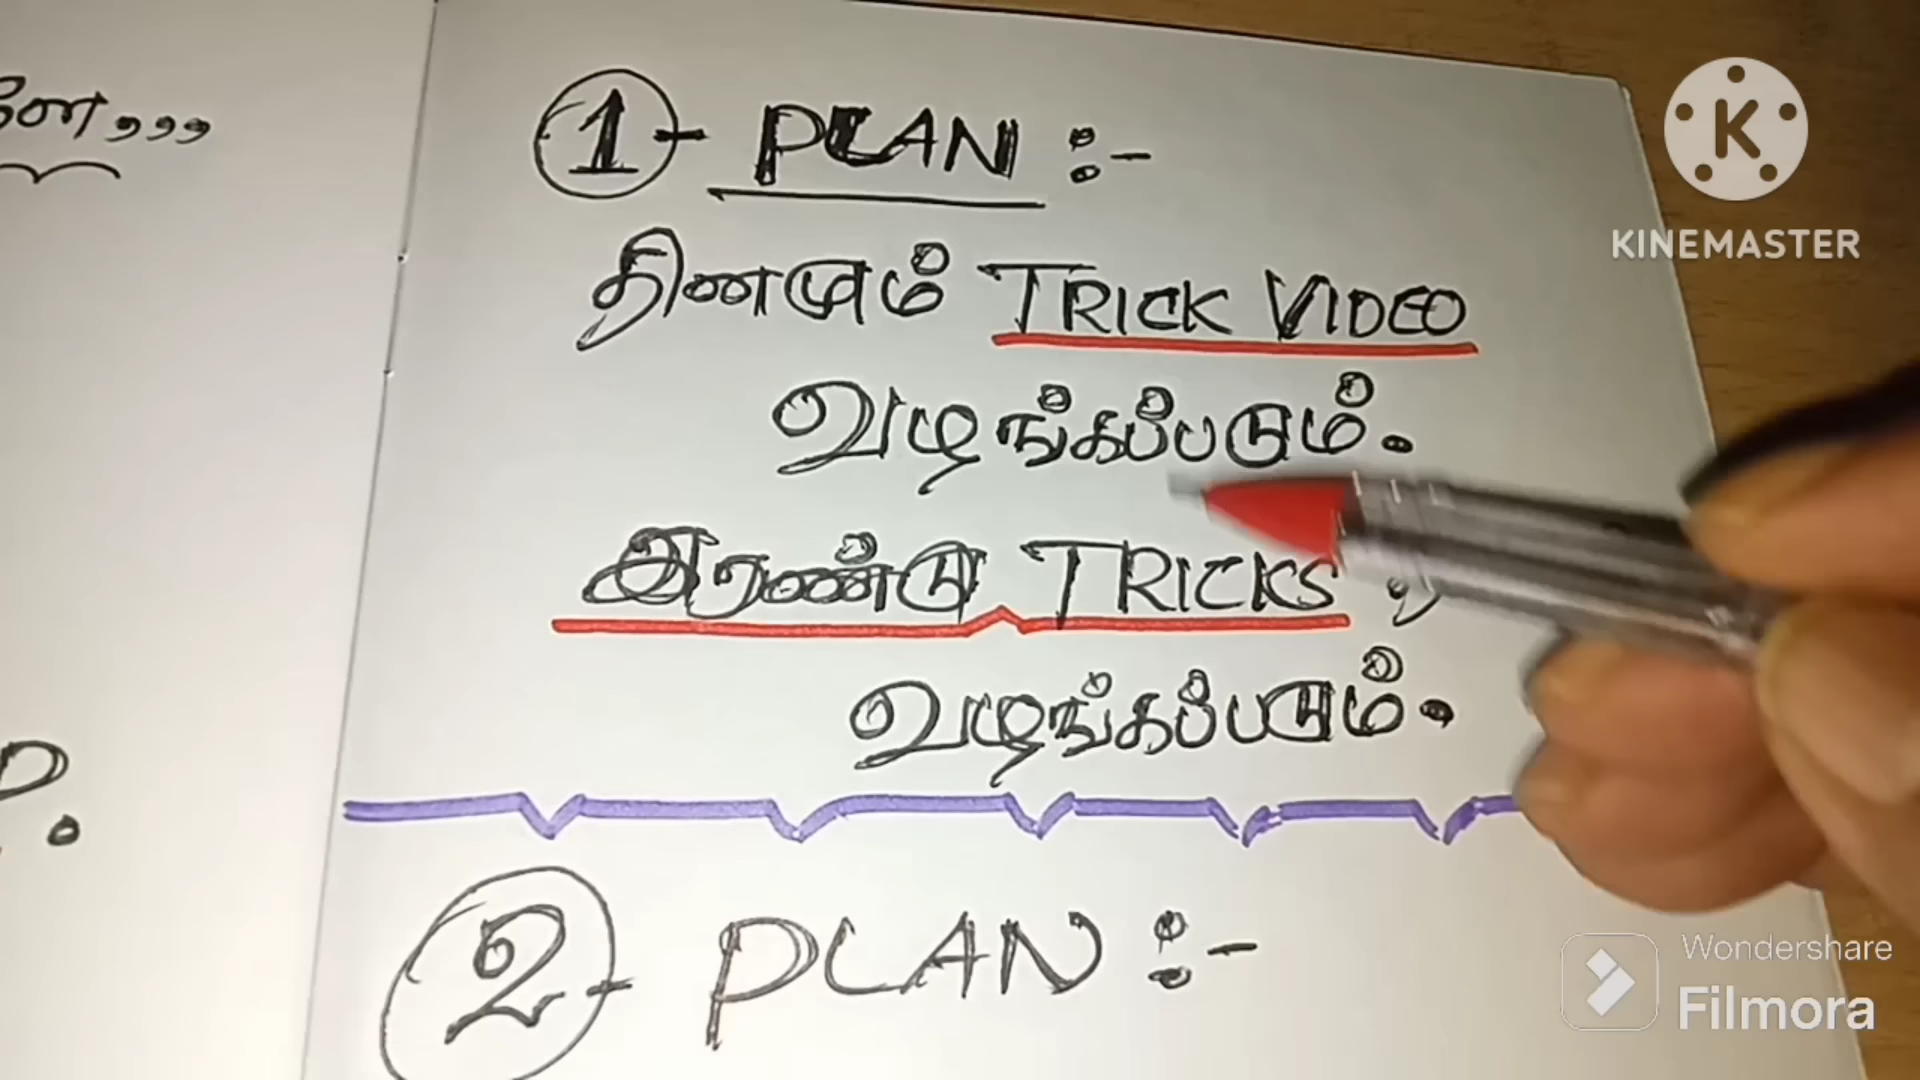 1 - PLAN :-
தினமும் TRICK VIDEO
வழங்கப்படும்.
இரண்டு TRICKS,
வழங்கப்படும்.
2 - PLAN :-
KINEMASTER
Wondershare
Filmora